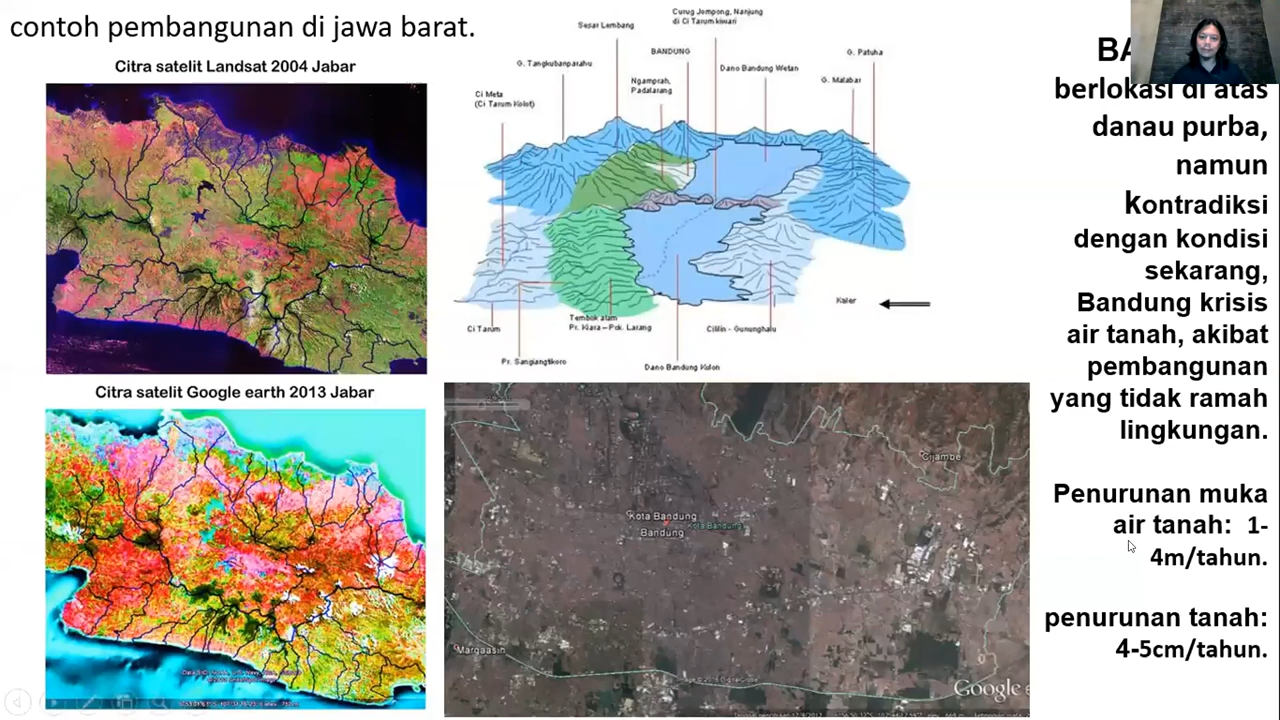 contoh pembangunan di jawa barat.
Citra satelit Landsat 2004 Jabar
Citra satelit Google earth 2013 Jabar
Curug Jompong, Nanjung
di Ci Tarum kiwari
Sesar Lembang
BANDUNG
G. Patuha
G. Tangkubanparahu
Dano Bandung Wetan
Ngamprah,
Padalarang
G. Malabar
Ci Meta
(Ci Tarum Kolot)
Kaler
Ci Tarum
Tembok alam
Pr. Kiara – Pok. Larang
Cililin - Gununghalu
Pr. Sangiangtikoro
Dano Bandung Kulon
Cijambe
Kota Bandung
Kota Bandung
Bandung
Margaasih
Google e
BA
berlokasi di atas
danau purba,
namun
kontradiksi
dengan kondisi
sekarang,
Bandung krisis
air tanah, akibat
pembangunan
yang tidak ramah
lingkungan.
Penurunan muka
air tanah: 1-
4m/tahun.
penurunan tanah:
4-5cm/tahun.